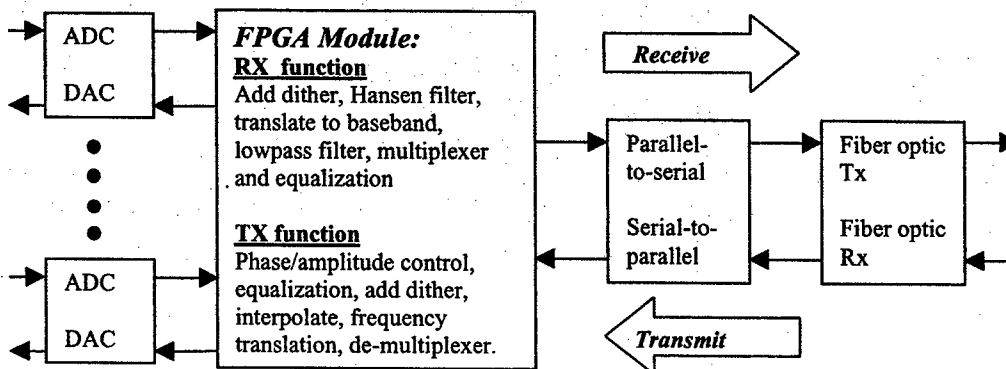 ADC
DAC
ADC
DAC
FPGA Module:
RX function
Add dither, Hansen filter,
translate to baseband,
lowpass filter, multiplexer
and equalization
TX function
Phase/amplitude control,
equalization, add dither,
interpolate, frequency
translation, de-multiplexer.
Receive
Parallel-
to-serial
Serial-to-
parallel
Fiber optic
Tx
Fiber optic
Rx
Transmit